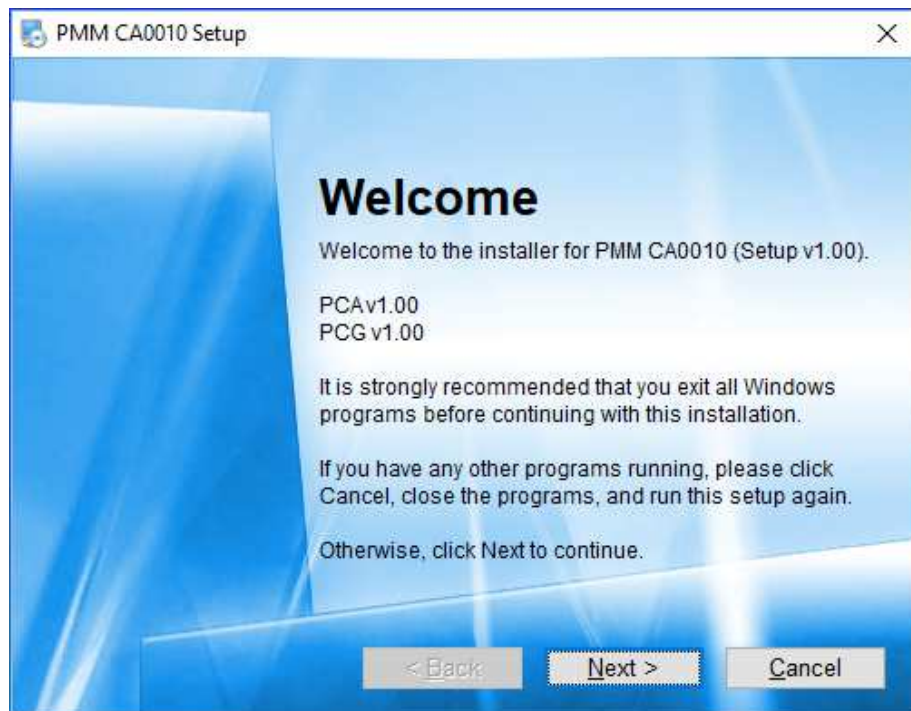 PMM CA0010 Setup
Welcome
Welcome to the installer for PMM CA0010 (Setup v1.00).
PCA v1.00
PCG v1.00
It is strongly recommended that you exit all Windows
programs before continuing with this installation.
If you have any other programs running, please click
Cancel, close the programs, and run this setup again.
Otherwise, click Next to continue.
< Back
Next >
Cancel